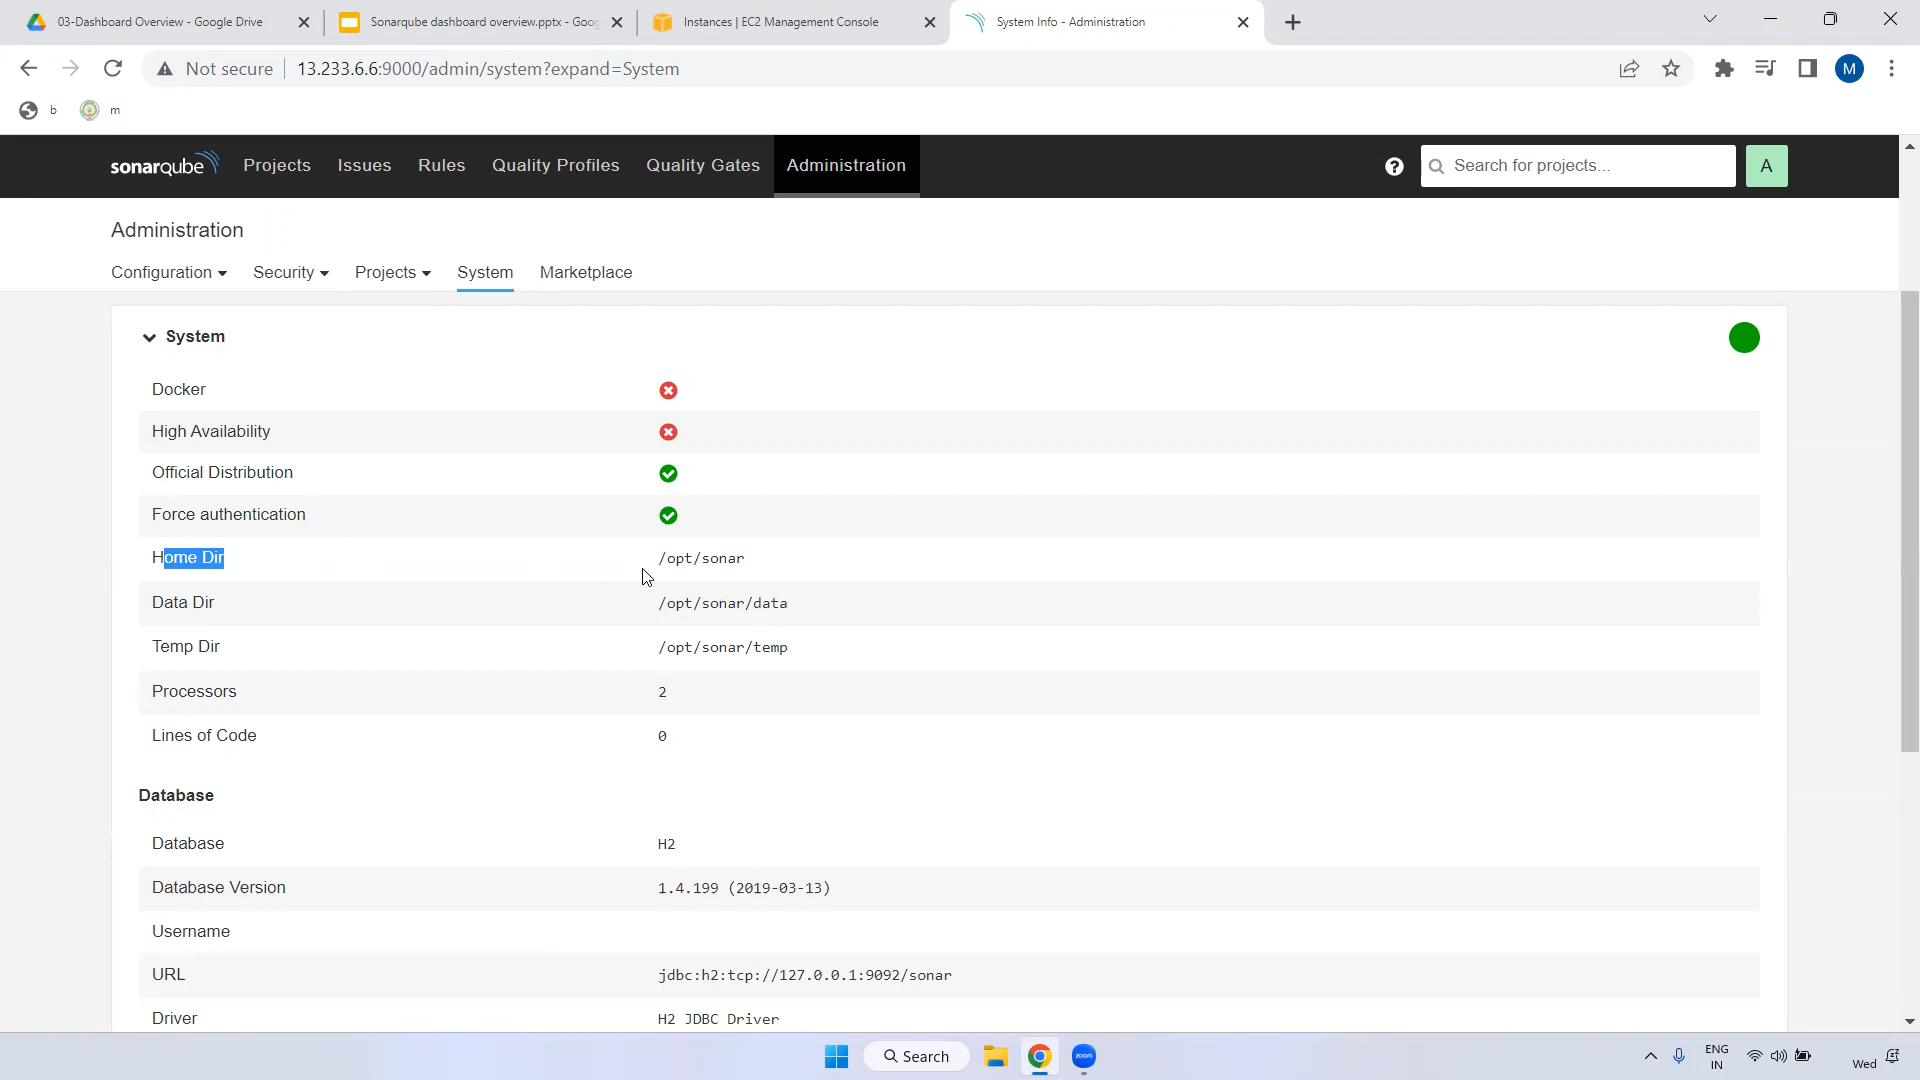 03-Dashboard Overview - Google Drive
Sonarqube dashboard overview.pptx - Goog
Instances | EC2 Management Console
System Info - Administration
Not secure
13.233.6.6:9000/admin/system?expand=System
M
b
m
sonarqube Projects Issues Rules Quality Profiles Quality Gates Administration
Search for projects...
A
Administration
Configuration Security Projects System Marketplace
System
Docker
High Availability
Official Distribution
Force authentication
Home Dir /opt/sonar
Data Dir /opt/sonar/data
Temp Dir /opt/sonar/temp
Processors 2
Lines of Code 0
Database
Database H2
Database Version 1.4.199 (2019-03-13)
Username
URL jdbc:h2:tcp://127.0.0.1:9092/sonar
Driver H2 JDBC Driver
Search
zoom
ENG
IN
Wed